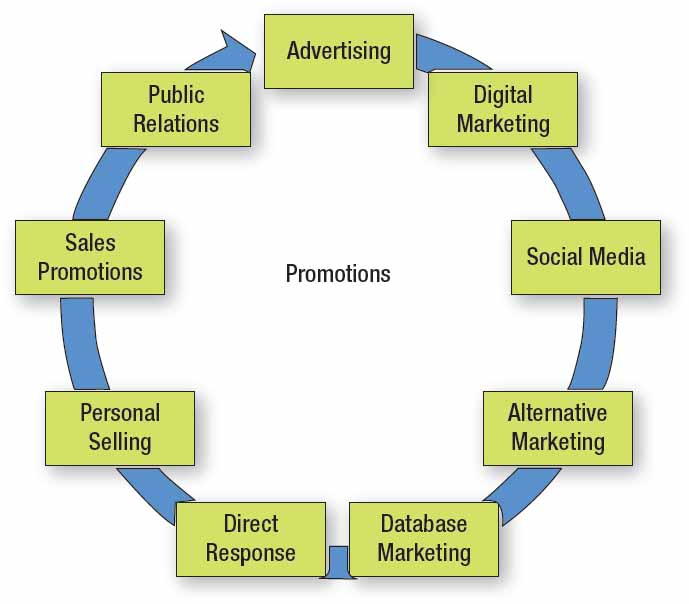 Advertising
Digital
Marketing
Social Media
Alternative
Marketing
Database
Marketing
Direct
Response
Personal
Selling
Sales
Promotions
Public
Relations
Promotions